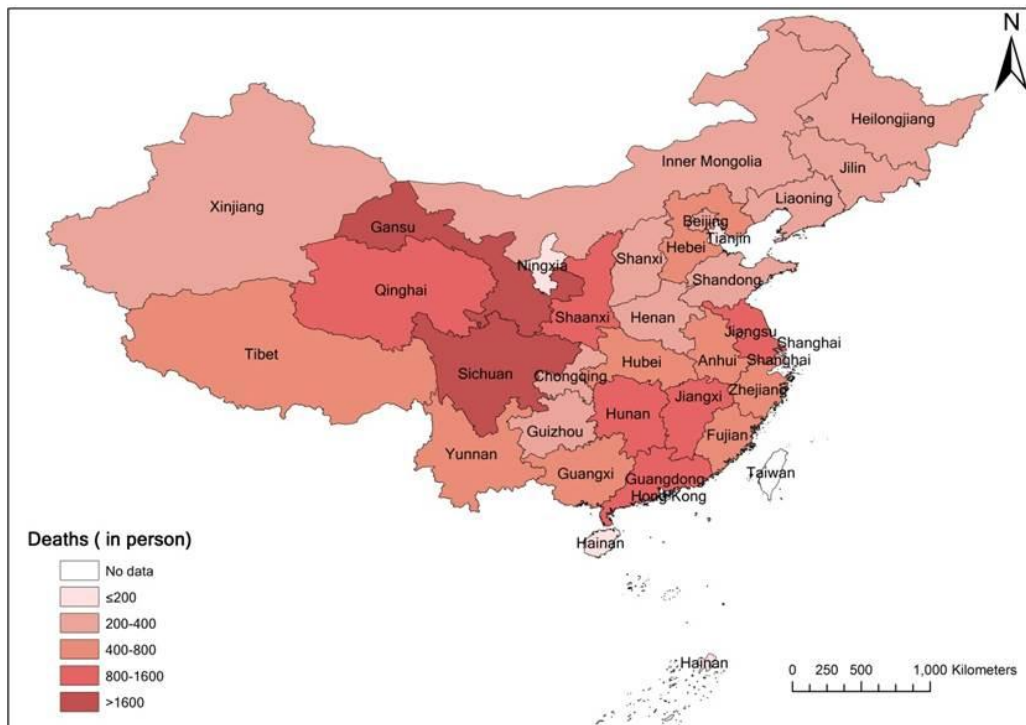 N
Heilongjiang
Inner Mongolia
Jilin
Liaoning
Xinjiang
Gansu
Beijing
Tianjin
Hebei
Ningxia
Shanxi
Shandong
Qinghai
Shaanxi
Henan
Jiangsu
Shanghai
Tibet
Hubei
Anhui
Shanghai
Sichuan
Chongqing
Zhejiang
Hunan
Jiangxi
Guizhou
Fujian
Yunnan
Guangxi
Guangdong
Taiwan
Hong Kong
Hainan
Deaths ( in person)
No data
≤200
200-400
400-800
800-1600
>1600
Hainan
0 250 500 1,000 Kilometers